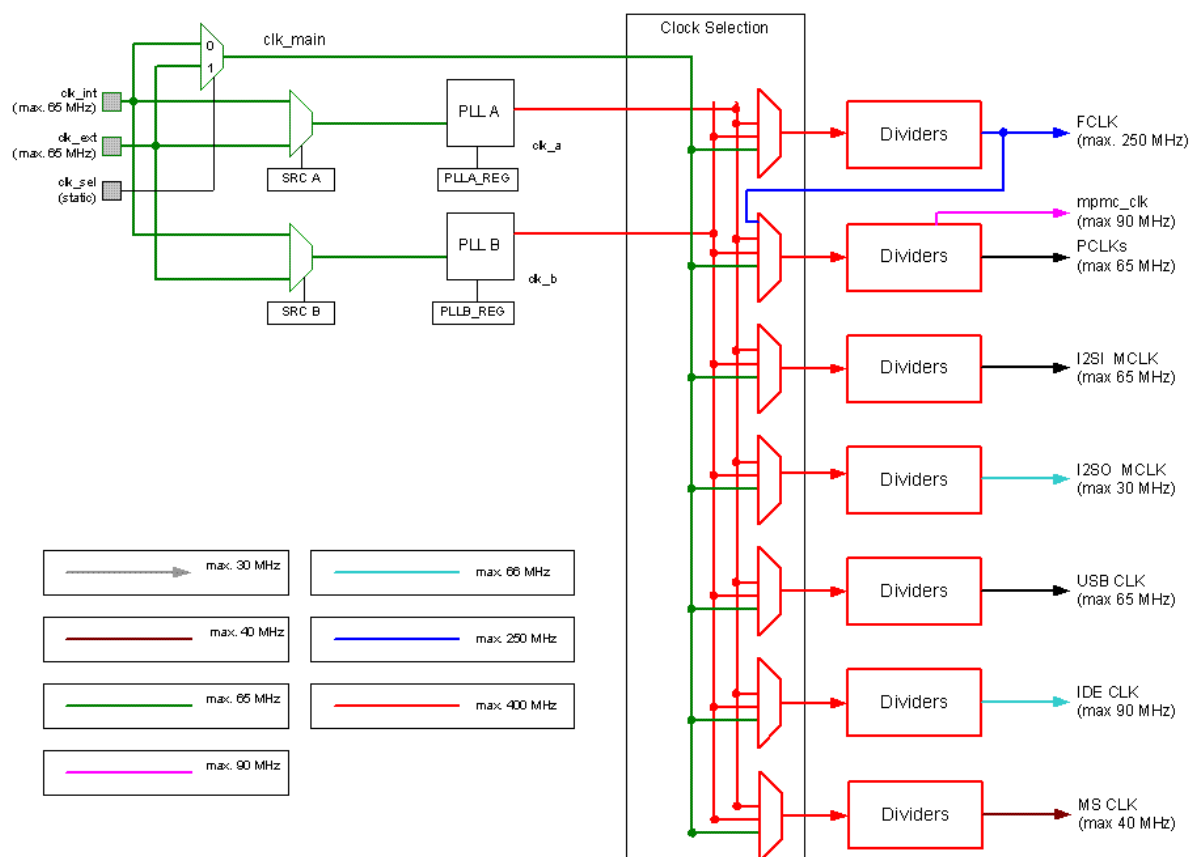 Clock Selection
clk_main
0
1
clk_int
(max. 65 MHz)
clk_ext
(max. 65 MHz)
clk_sel
(static)
SRC A
PLL A
clk_a
PLLA_REG
SRC B
PLL B
clk_b
PLLB_REG
Dividers
FCLK
(max. 250 MHz)
mpmc_clk
(max 90 MHz)
Dividers
PCLKs
(max 65 MHz)
Dividers
I2SI MCLK
(max 65 MHz)
Dividers
I2SO MCLK
(max 30 MHz)
Dividers
USB CLK
(max 65 MHz)
Dividers
IDE CLK
(max 90 MHz)
Dividers
MS CLK
(max 40 MHz)
max. 30 MHz
max. 66 MHz
max. 40 MHz
max. 250 MHz
max. 65 MHz
max. 400 MHz
max. 90 MHz